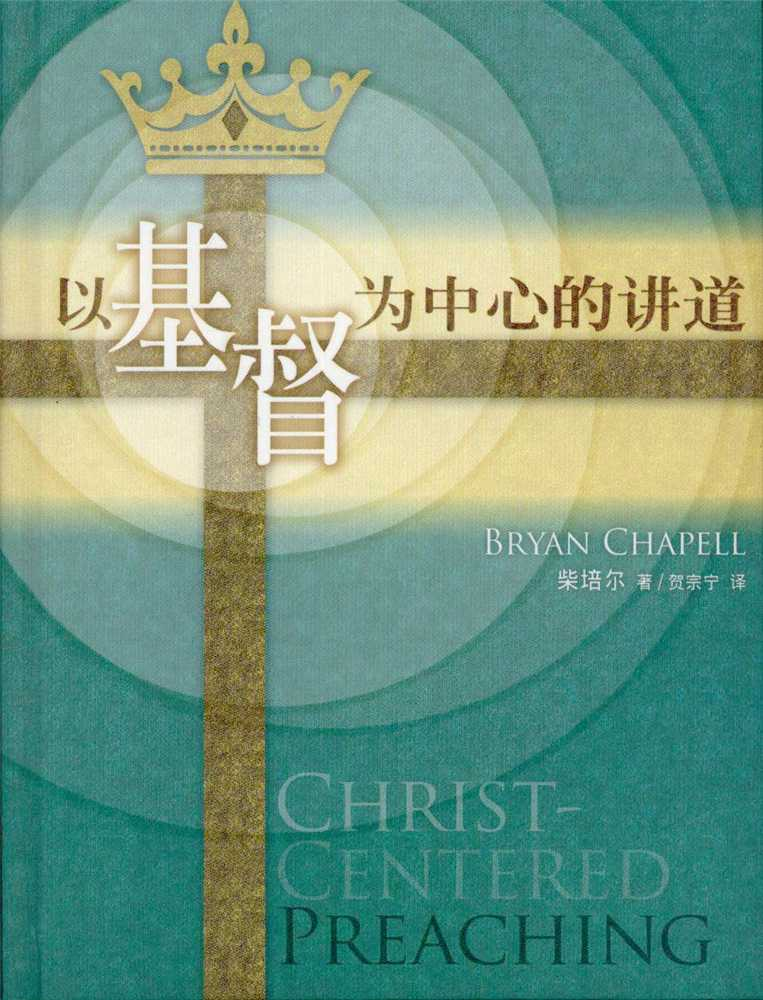 以基督为中心的讲道
BRYAN CHAPELL
柴培尔 著/贺宗宁 译
CHRIST-
CENTERED
PREACHING